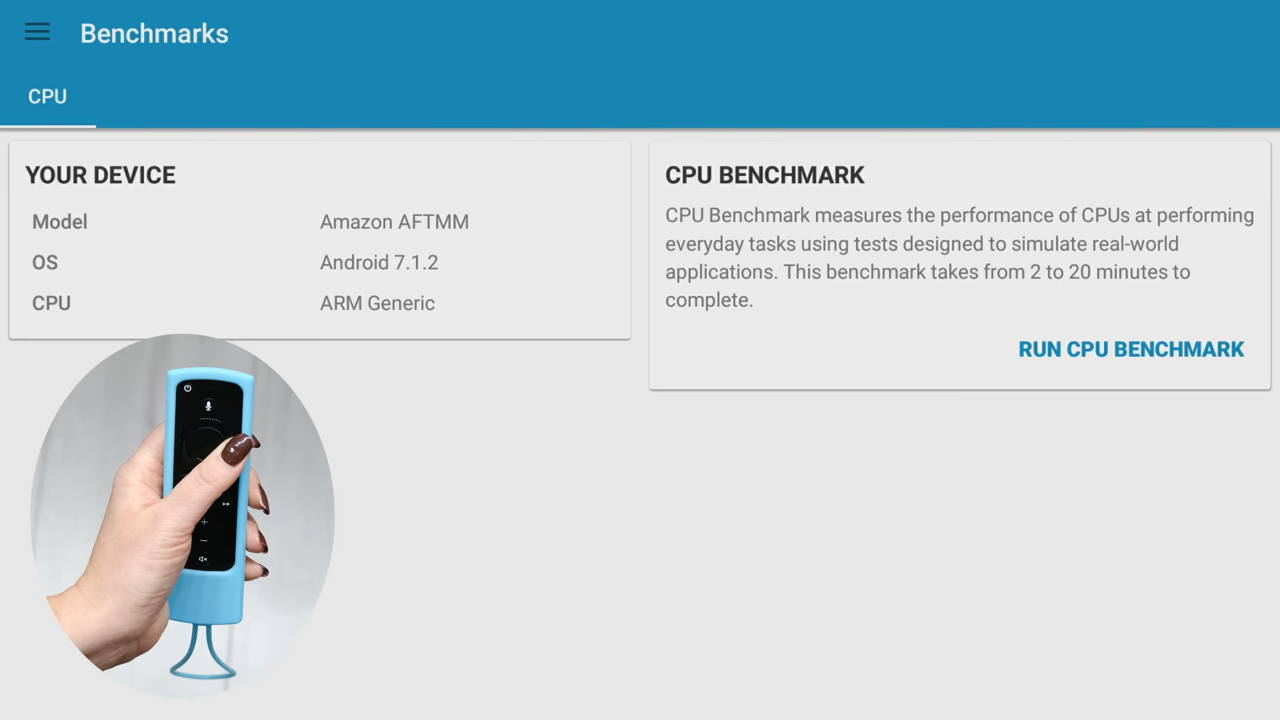 Benchmarks
CPU
YOUR DEVICE
Model Amazon AFTMM
OS Android 7.1.2
CPU ARM Generic
CPU BENCHMARK
CPU Benchmark measures the performance of CPUs at performing
everyday tasks using tests designed to simulate real-world
applications. This benchmark takes from 2 to 20 minutes to
complete.
RUN CPU BENCHMARK